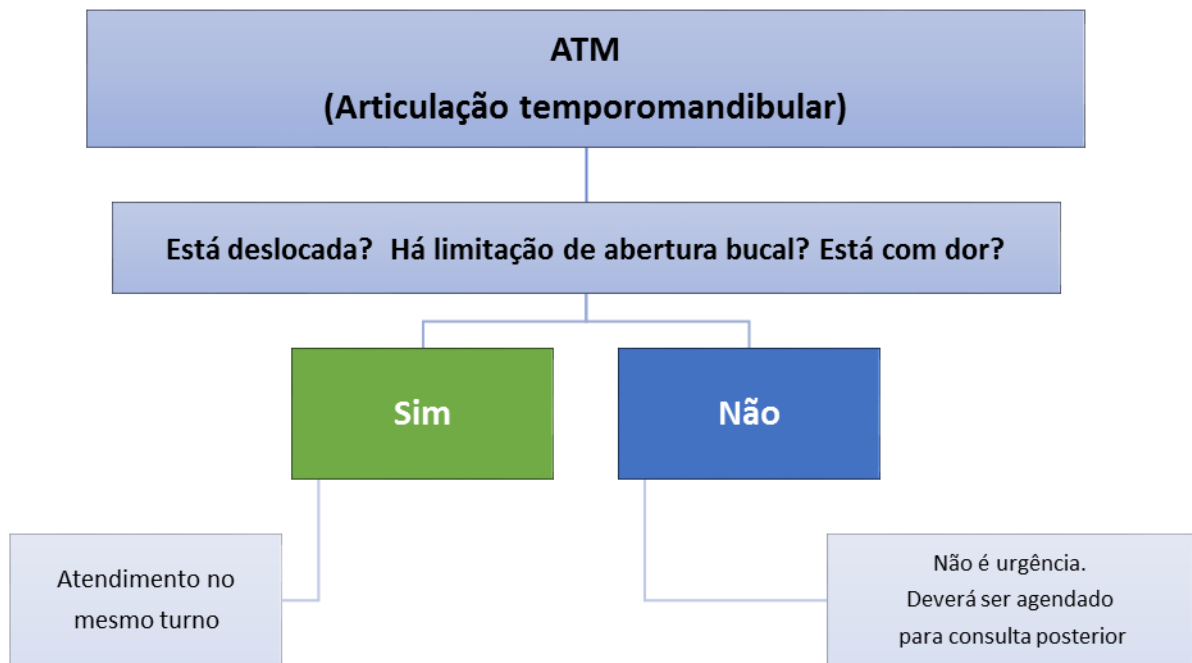 ATM
(Articulação temporomandibular)
Está deslocada?  Há limitação de abertura bucal? Está com dor?
Sim
Não
Atendimento no
mesmo turno
Não é urgência.
Deverá ser agendado
para consulta posterior